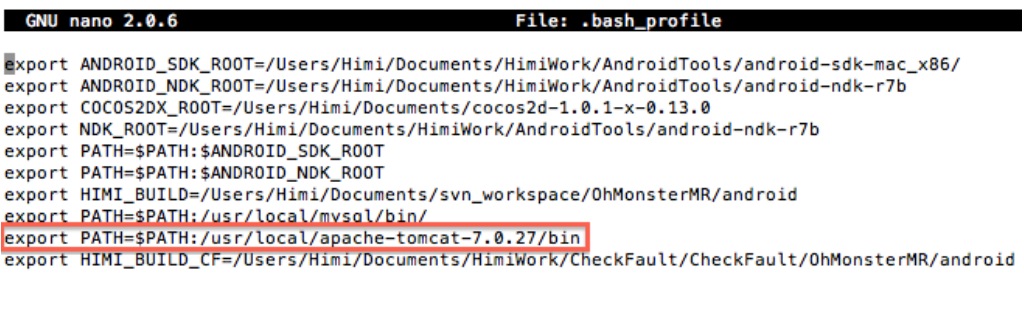 GNU nano 2.0.6 File: .bash_profile
export ANDROID_SDK_ROOT=/Users/Himi/Documents/HimiWork/AndroidTools/android-sdk-mac_x86/
export ANDROID_NDK_ROOT=/Users/Himi/Documents/HimiWork/AndroidTools/android-ndk-r7b
export COCOS2DX_ROOT=/Users/Himi/Documents/cocos2d-1.0.1-x-0.13.0
export NDK_ROOT=/Users/Himi/Documents/HimiWork/AndroidTools/android-ndk-r7b
export PATH=$PATH:$ANDROID_SDK_ROOT
export PATH=$PATH:$ANDROID_NDK_ROOT
export HIMI_BUILD=/Users/Himi/Documents/svn_workspace/OhMonsterMR/android
export PATH=$PATH:/usr/local/mysql/bin/
export PATH=$PATH:/usr/local/apache-tomcat-7.0.27/bin
export HIMI_BUILD_CF=/Users/Himi/Documents/HimiWork/CheckFault/CheckFault/OhMonsterMR/android